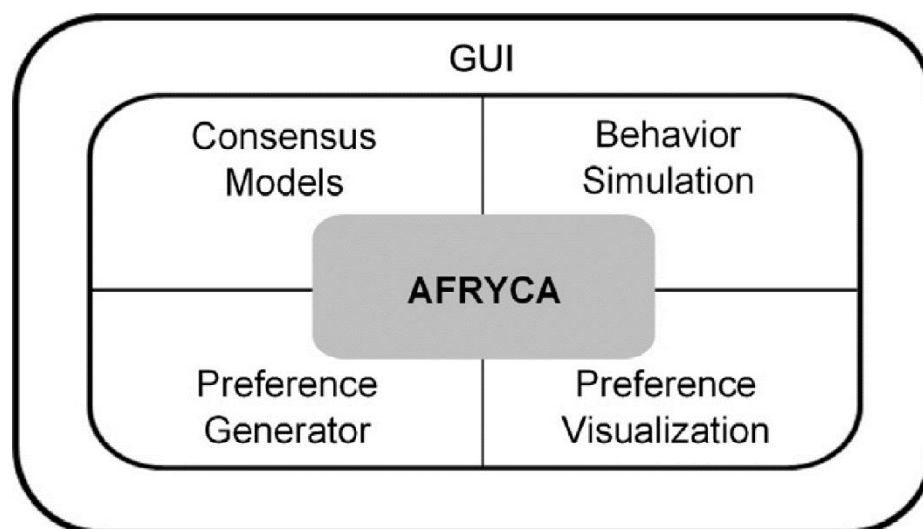 GUI
Consensus
Models
Behavior
Simulation
AFRYCA
Preference
Generator
Preference
Visualization